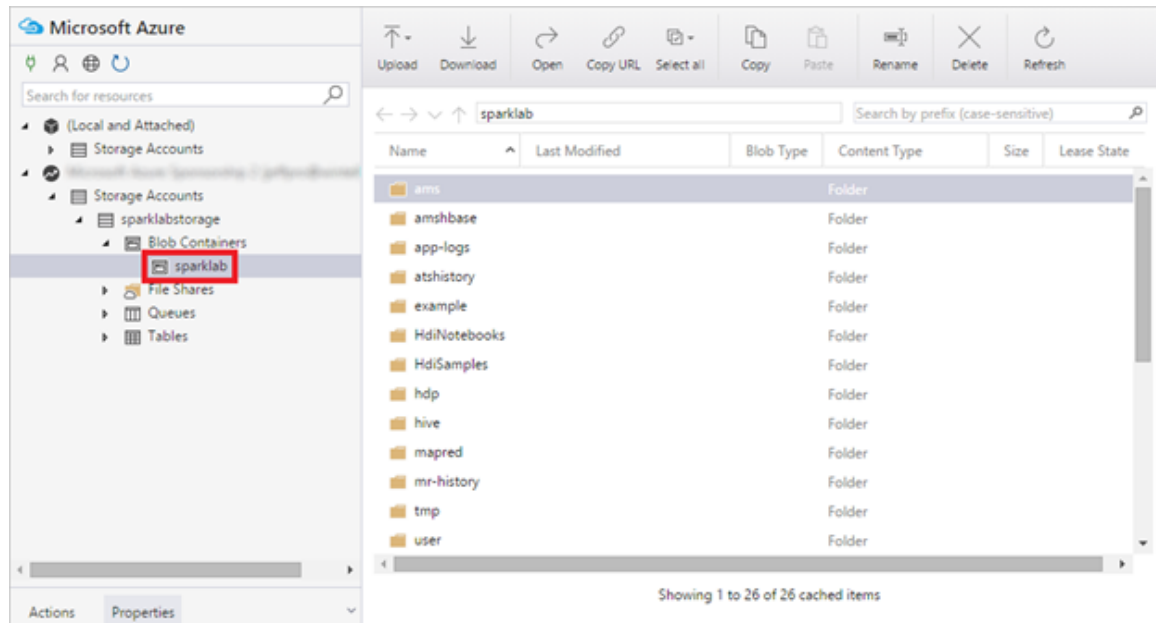 Microsoft Azure
Search for resources
(Local and Attached)
Storage Accounts
Storage Accounts
sparklabstorage
Blob Containers
sparklab
File Shares
Queues
Tables
Actions Properties
Upload Download Open Copy URL Select all Copy Paste Rename Delete Refresh
sparklab Search by prefix (case-sensitive)
Name Last Modified Blob Type Content Type Size Lease State
ams Folder
amshbase Folder
app-logs Folder
atshistory Folder
example Folder
HdiNotebooks Folder
HdiSamples Folder
hdp Folder
hive Folder
mapred Folder
mr-history Folder
tmp Folder
user Folder
Showing 1 to 26 of 26 cached items